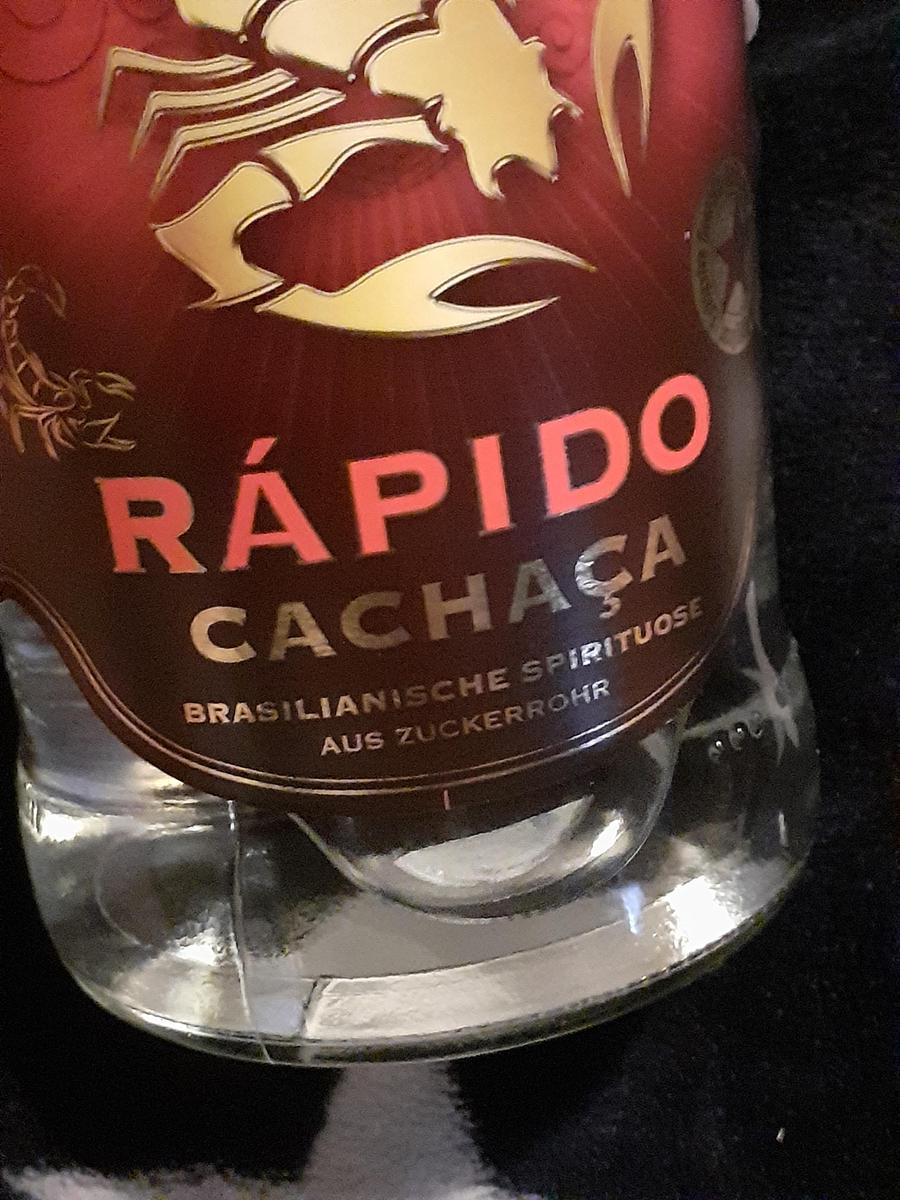 RÁPIDO
CACHAÇA
BRASILIANISCHE SPIRITUOSE
AUS ZUCKERROHR